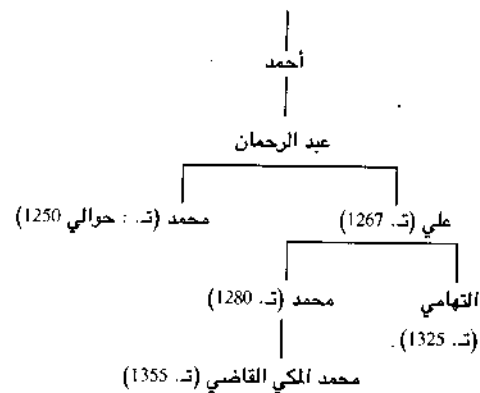 أحمد
عبد الرحمان
علي (تـ. 1267)
محمد (تـ. : حوالي 1250)
التهامي
(تـ. 1325)
محمد (تـ. 1280)
محمد المكي القاضي (تـ. 1355)